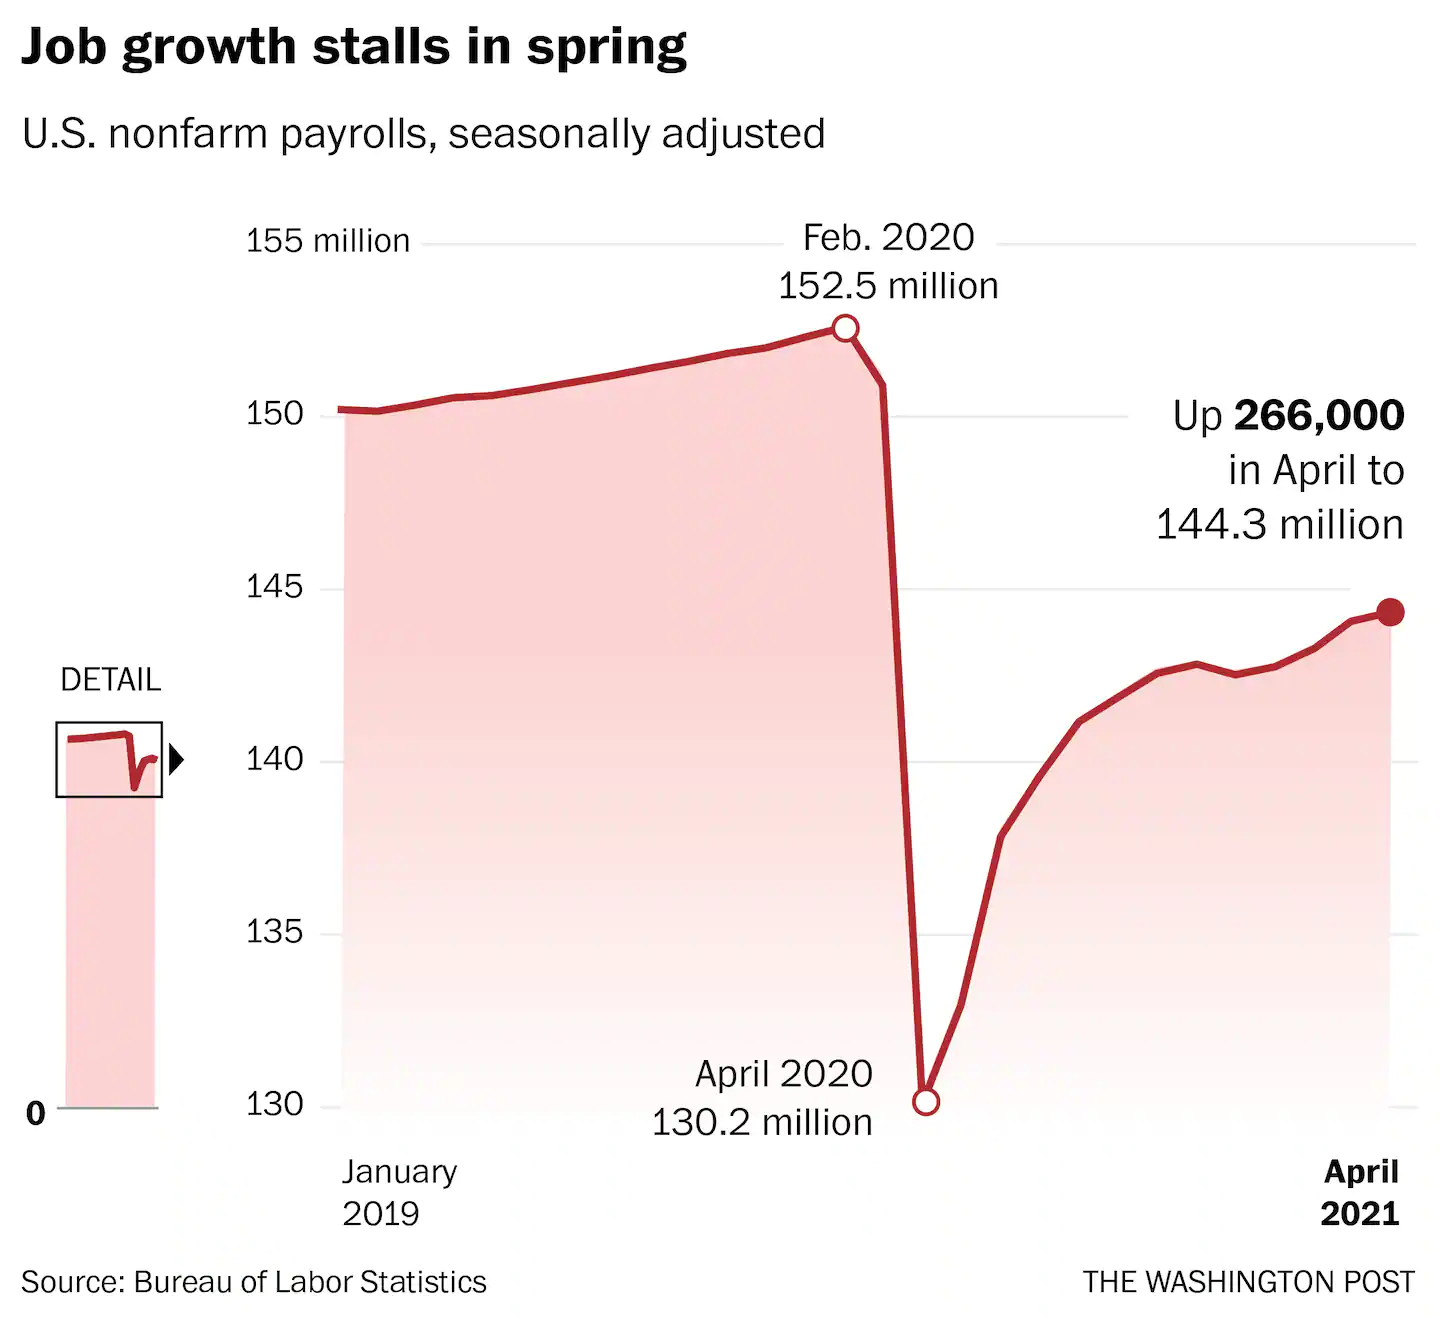 Job growth stalls in spring
U.S. nonfarm payrolls, seasonally adjusted
155 million
Feb. 2020
152.5 million
150
Up 266,000
in April to
144.3 million
145
DETAIL
140
135
April 2020
130.2 million
130
0
January
2019
April
2021
Source: Bureau of Labor Statistics
THE WASHINGTON POST